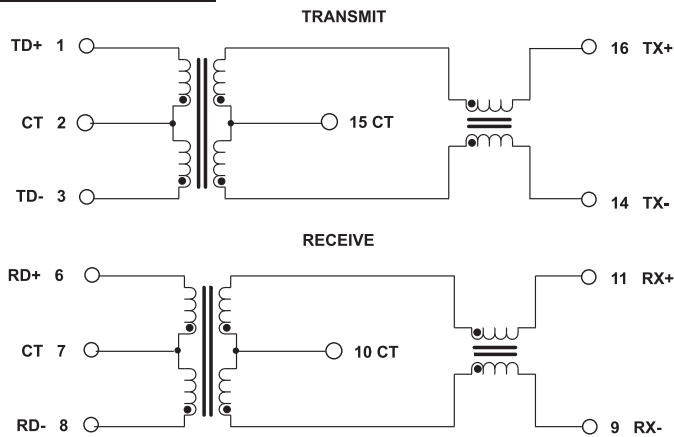 TRANSMIT
TD+ 1
16 TX+
CT 2
15 CT
TD- 3
14 TX-
RECEIVE
RD+ 6
11 RX+
CT 7
10 CT
RD- 8
9 RX-